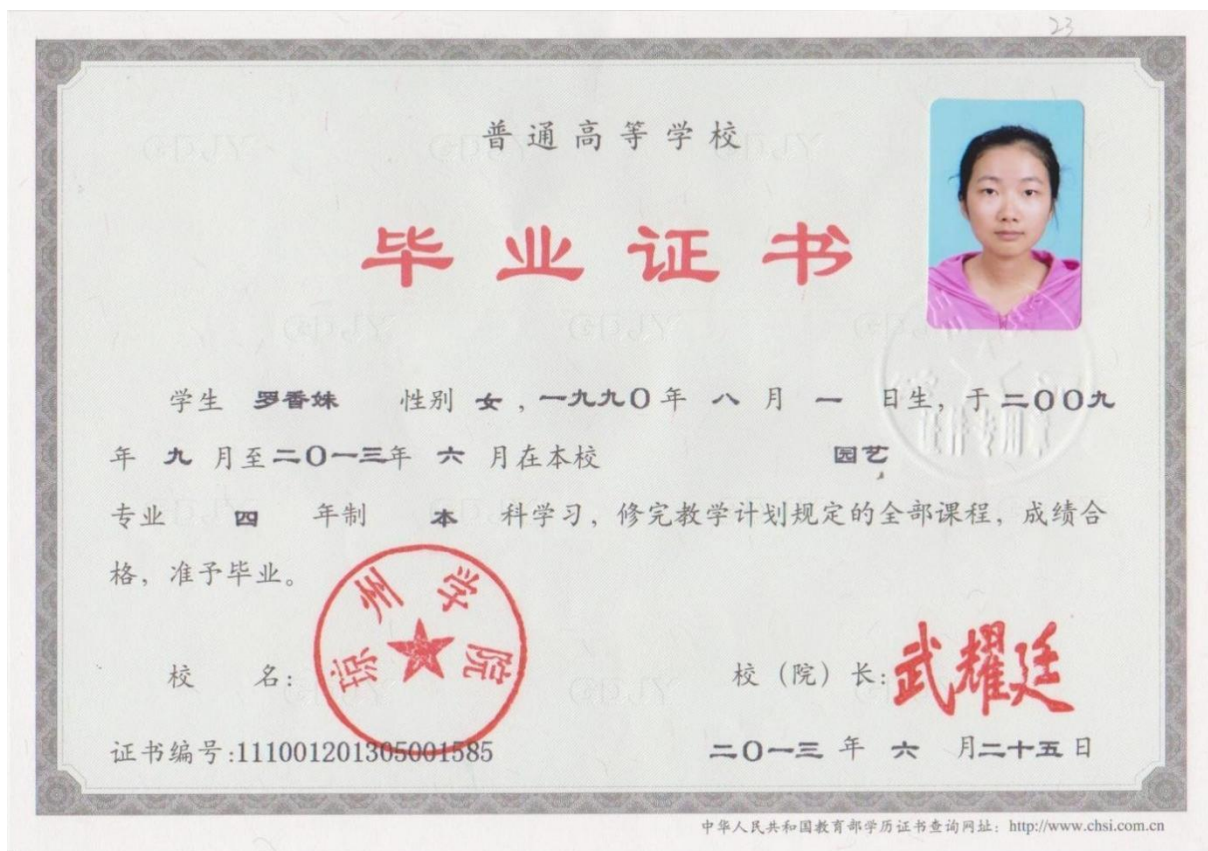 23
普通高等学校
毕业证书
学生 罗香妹 性别 女，一九九〇年 八 月 一 日生，于二〇〇九
年 九 月至二〇一三年 六 月在本校 园艺
专业 四 年制 本 科学习，修完教学计划规定的全部课程，成绩合
格，准予毕业。
琼州学院
校 名：
校（院）长：武耀廷
证书编号:111001201305001585
二〇一三 年 六 月二十五日
中华人民共和国教育部学历证书查询网址：http://www.chsi.com.cn